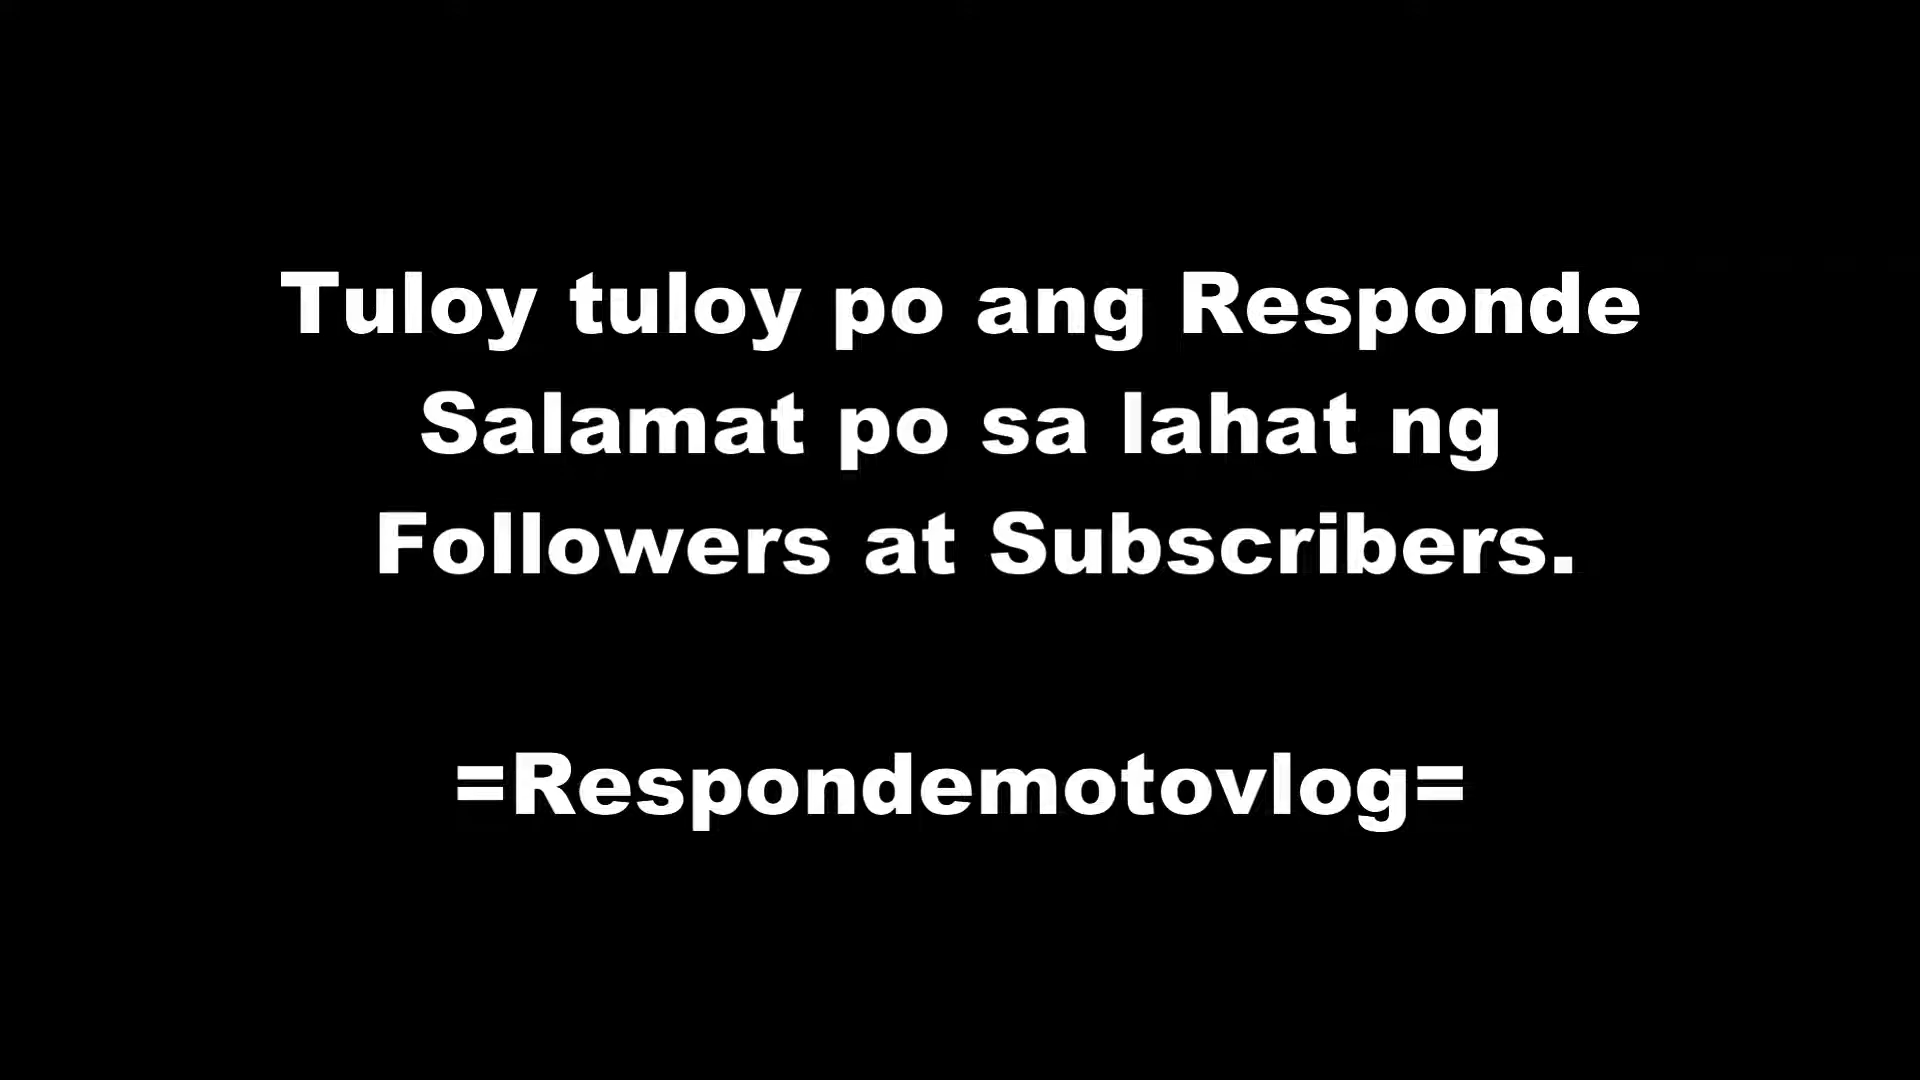 Tuloy tuloy po ang Responde
Salamat po sa lahat ng
Followers at Subscribers.
=Respondemotovlog=